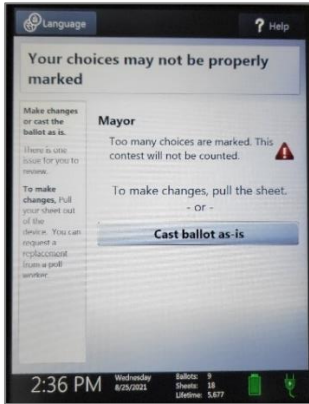 Language
? Help
Your choices may not be properly
marked
Make changes
or cast the
ballot as is.
There is one
issue for you to
review.
To make
changes, Pull
your sheet out
of the
device. You can
request a
replacement
from a poll
worker
Mayor
Too many choices are marked. This
contest will not be counted.
To make changes, pull the sheet.
- or -
Cast ballot as-is
2:36 PM
Wednesday
8/25/2021
Ballots: 9
Sheets: 18
Lifetime: 5,677